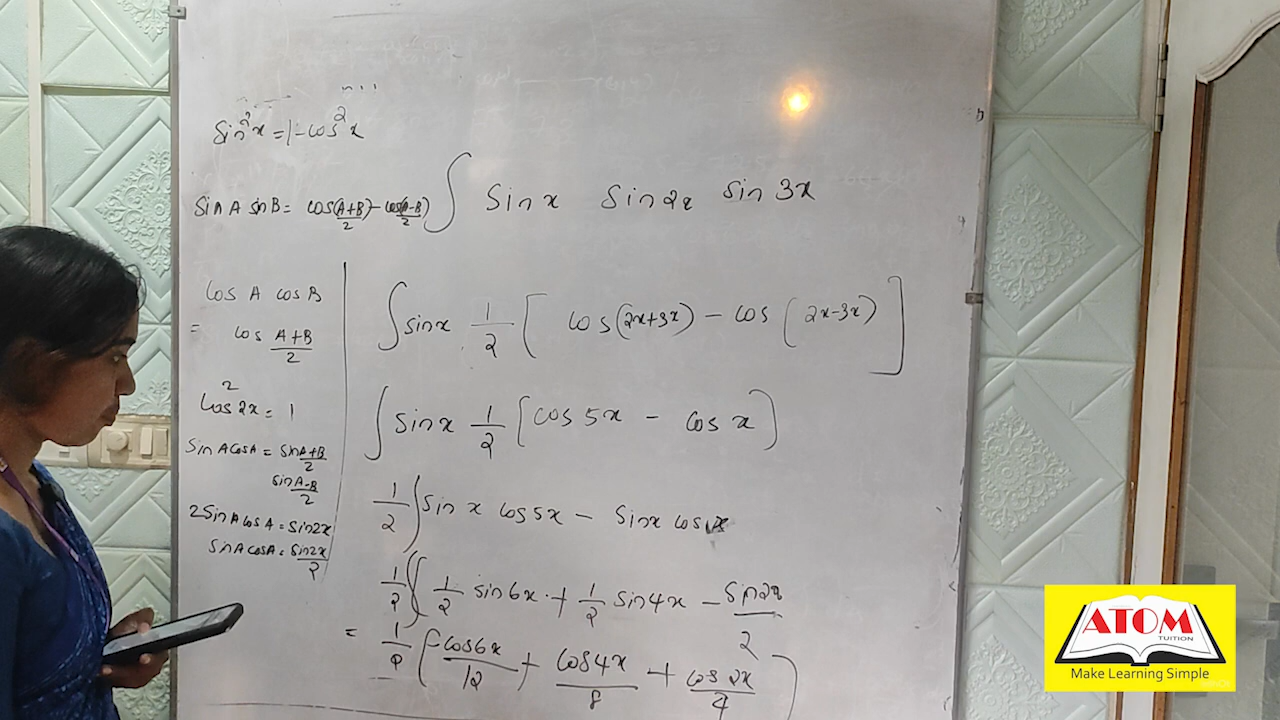 sin²x = 1 - cos²x
∫ sin x sin 2x sin 3x
sin A sin B = cos(A+B)/2 - cos(A-B)/2
cos A cos B
= cos A+B/2
∫ sin x 1/2 [ cos(2x+3x) - cos(2x-3x) ]
cos²2x = 1
∫ sin x 1/2 [cos 5x - cos x]
sin A cos A = sin A+B/2
sin A-B/2
1/2 ∫ sin x cos 5x - sin x cos x
2 sin A cos A = sin 2x
sin A cos A = sin 2x/2
1/2 ∫( 1/2 sin 6x + 1/2 sin 4x - sin 2x/2
= 1/2 ( -cos 6x/12 + cos 4x/8 + cos 2x/4 )
ATOM
TUITION
Make Learning Simple